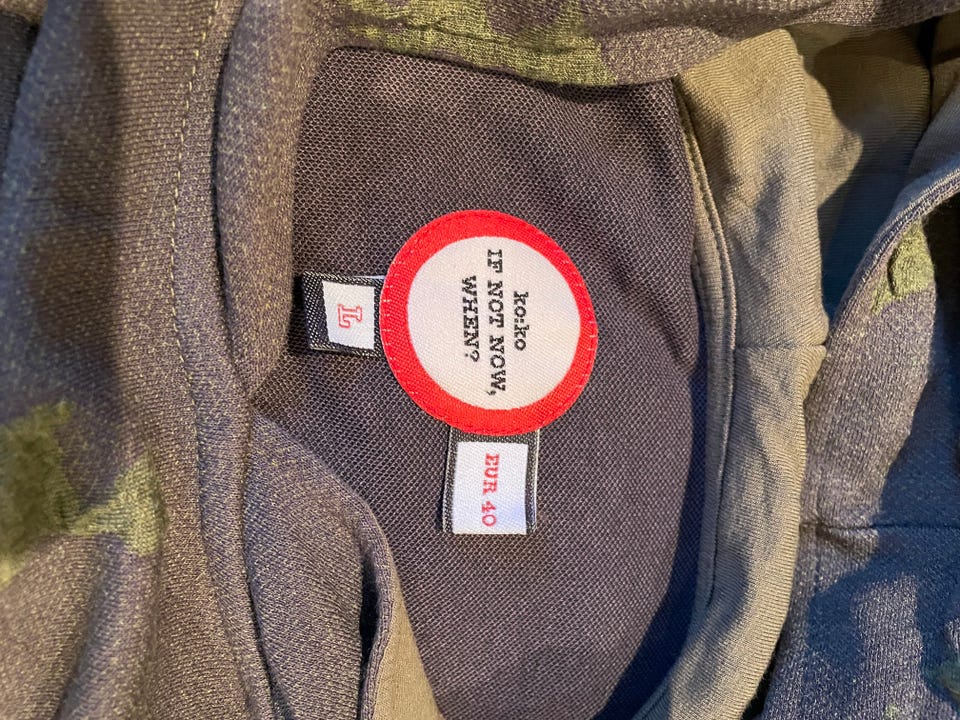 ko:ko
IF NOT NOW,
WHEN?
L
EUR 40